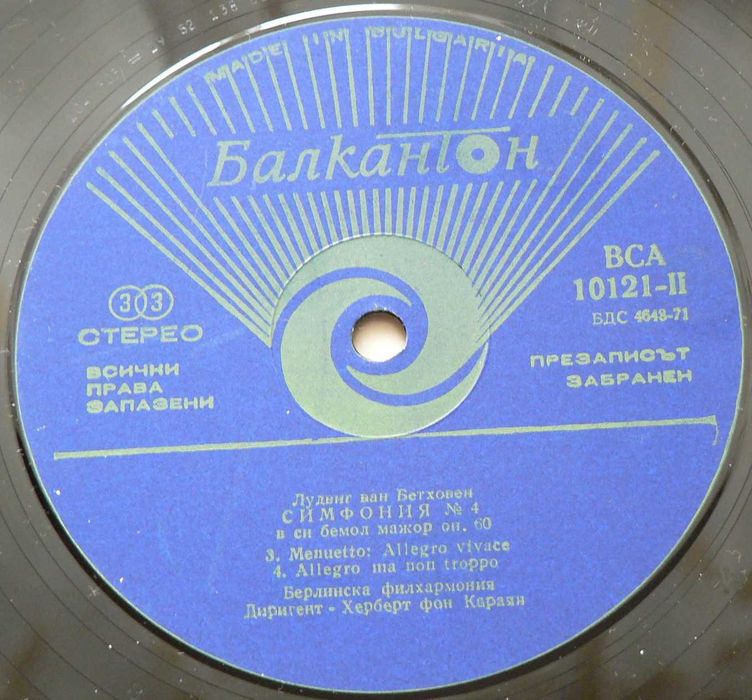 MADE IN BULGARIA
Балкантон
33
СТЕРЕО
ВСИЧКИ
ПРАВА
ЗАПАЗЕНИ
ВСА
10121-II
БДС 4648-71
ПРЕЗАПИСЪТ
ЗАБРАНЕН
Лудвиг ван Бетховен
СИМФОНИЯ № 4
в си бемол мажор оп. 60
3. Menuetto: Allegro vivace
4. Allegro ma non troppo
Берлинска филхармония
Диригент - Херберт фон Караян